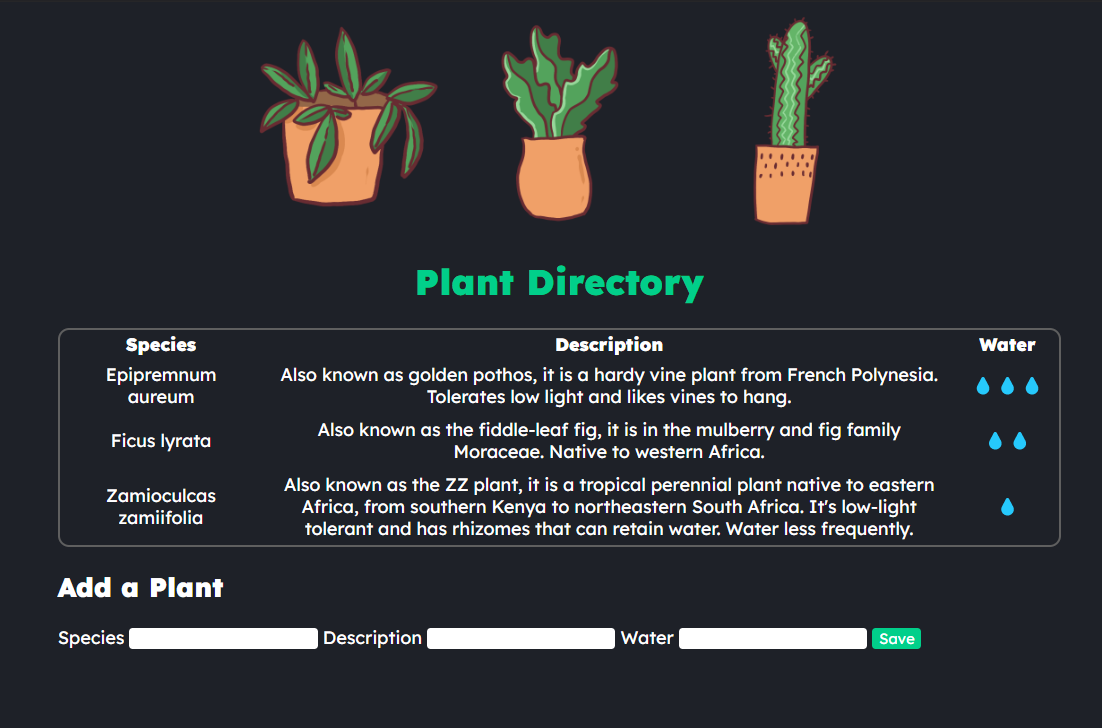 Plant Directory
Species Description Water
Epipremnum
aureum
Also known as golden pothos, it is a hardy vine plant from French Polynesia.
Tolerates low light and likes vines to hang.
Ficus lyrata
Also known as the fiddle-leaf fig, it is in the mulberry and fig family
Moraceae. Native to western Africa.
Zamioculcas
zamiifolia
Also known as the ZZ plant, it is a tropical perennial plant native to eastern
Africa, from southern Kenya to northeastern South Africa. It's low-light
tolerant and has rhizomes that can retain water. Water less frequently.
Add a Plant
Species Description Water Save